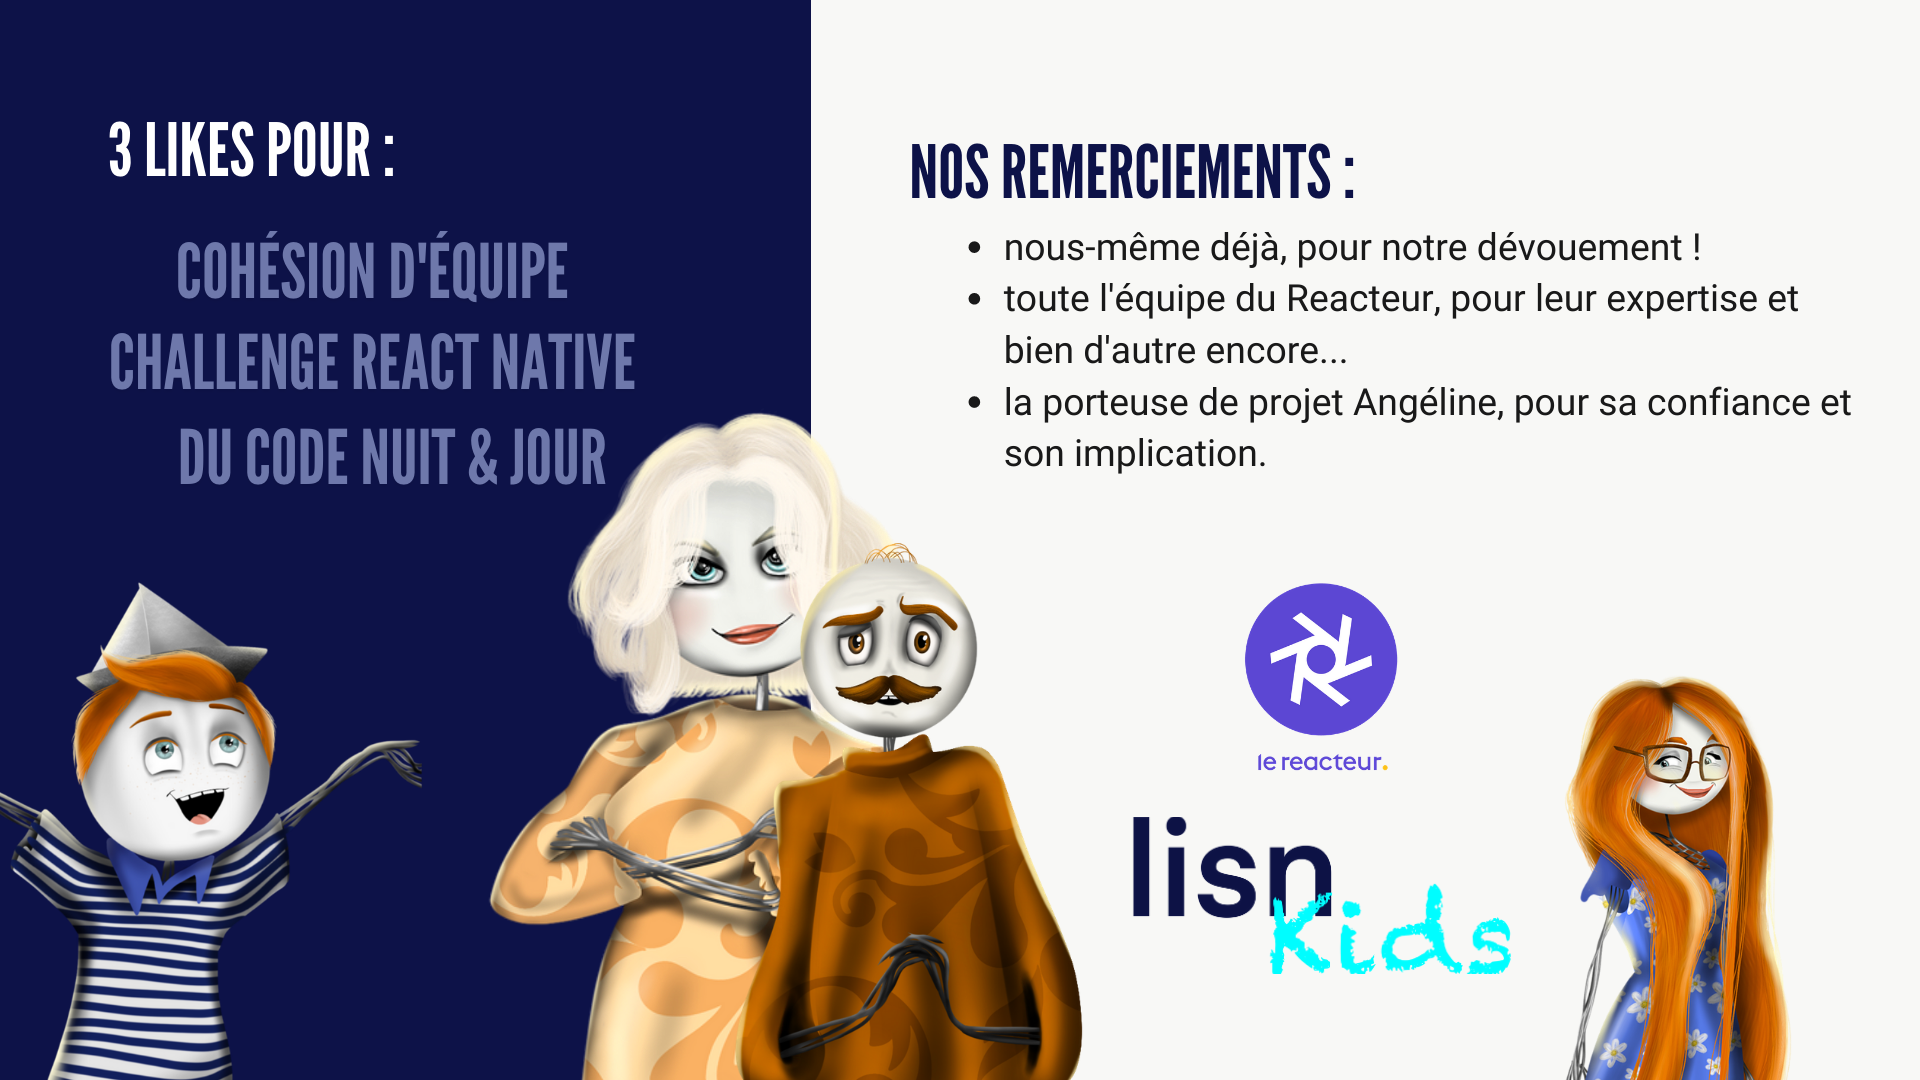 3 LIKES POUR :
COHÉSION D'ÉQUIPE
CHALLENGE REACT NATIVE
DU CODE NUIT & JOUR
NOS REMERCIEMENTS :
• nous-même déjà, pour notre dévouement !
• toute l'équipe du Reacteur, pour leur expertise et
bien d'autre encore...
• la porteuse de projet Angéline, pour sa confiance et
son implication.
le reacteur.
lisn
Kids